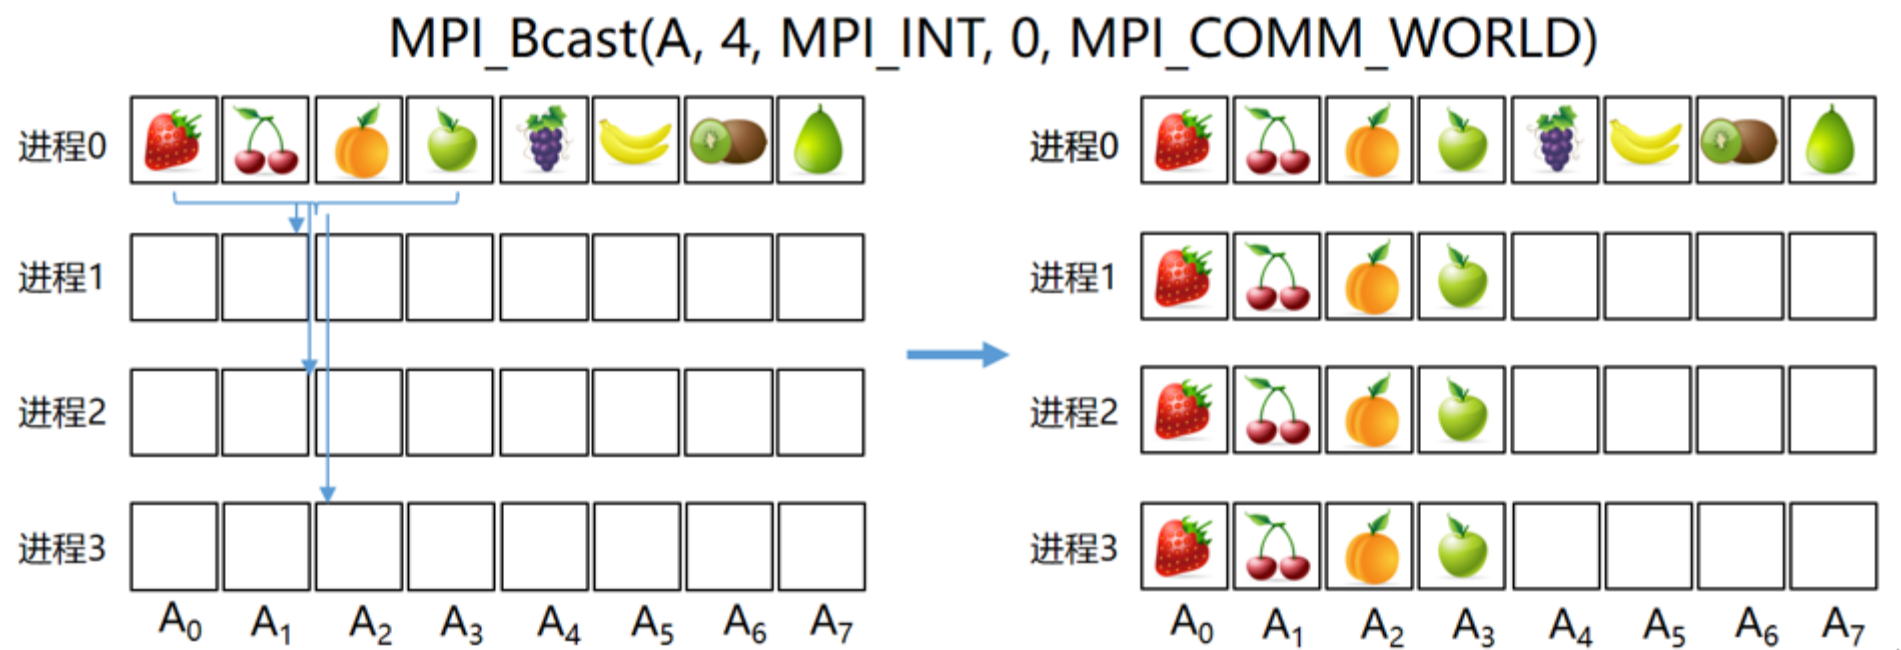 MPI_Bcast(A, 4, MPI_INT, 0, MPI_COMM_WORLD)
进程0
进程1
进程2
进程3
A0 A1 A2 A3 A4 A5 A6 A7
进程0
进程1
进程2
进程3
A0 A1 A2 A3 A4 A5 A6 A7